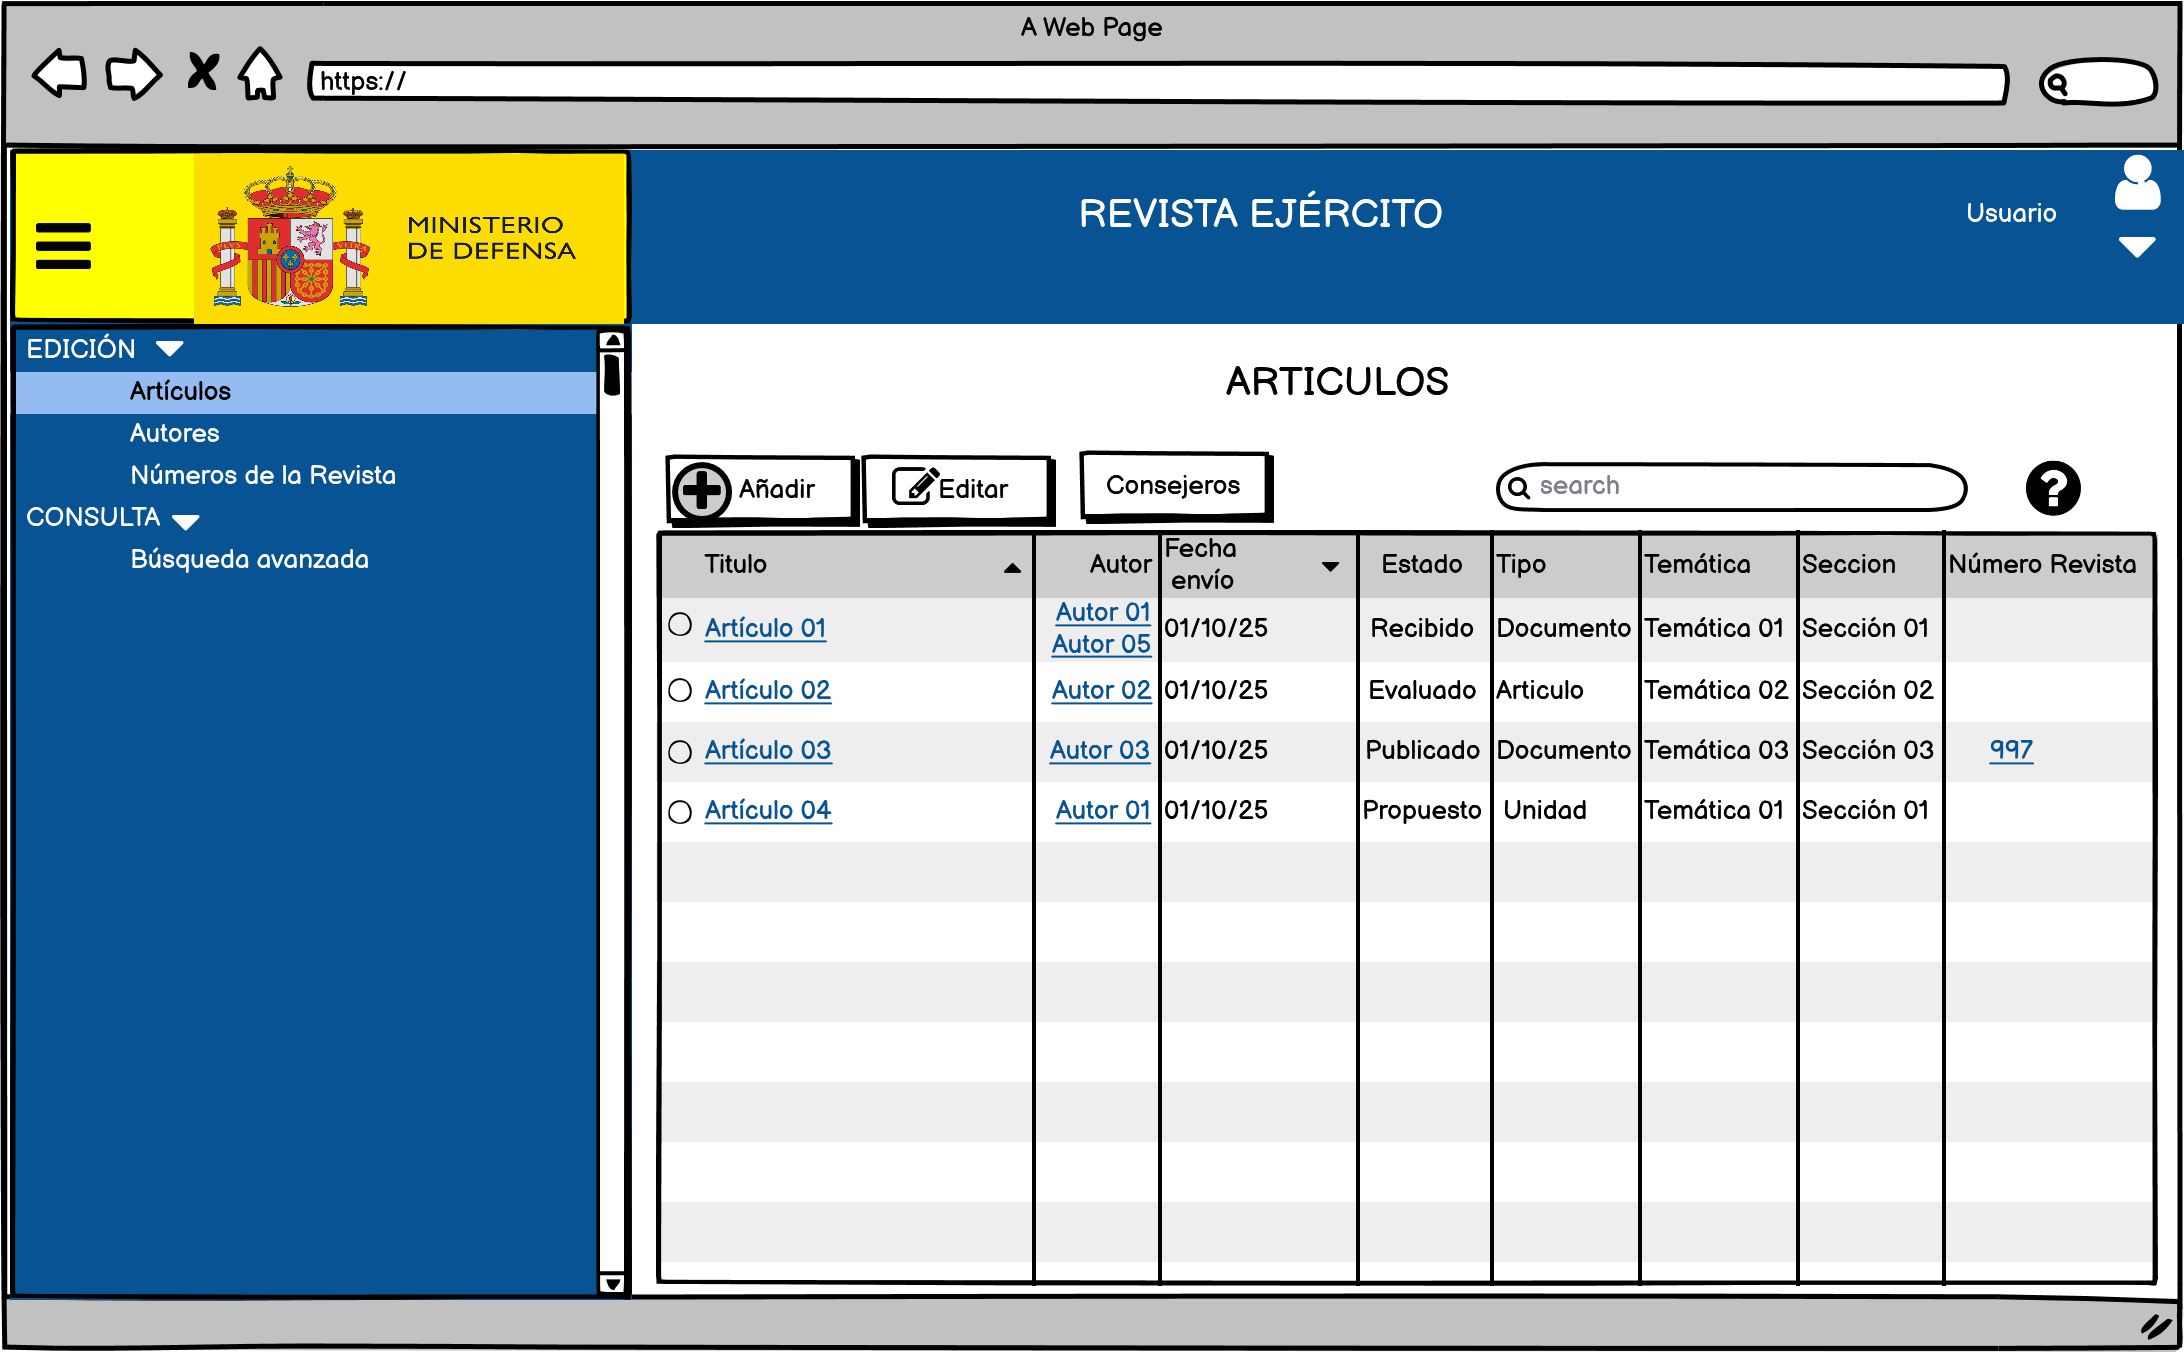 A Web Page
https://
MINISTERIO
DE DEFENSA
REVISTA EJÉRCITO
Usuario
EDICIÓN
Artículos
Autores
Números de la Revista
CONSULTA
Búsqueda avanzada
ARTICULOS
Añadir Editar Consejeros search ?
Titulo Autor Fecha envío Estado Tipo Temática Seccion Número Revista
Artículo 01 Autor 01 Autor 05 01/10/25 Recibido Documento Temática 01 Sección 01
Artículo 02 Autor 02 01/10/25 Evaluado Articulo Temática 02 Sección 02
Artículo 03 Autor 03 01/10/25 Publicado Documento Temática 03 Sección 03 997
Artículo 04 Autor 01 01/10/25 Propuesto Unidad Temática 01 Sección 01